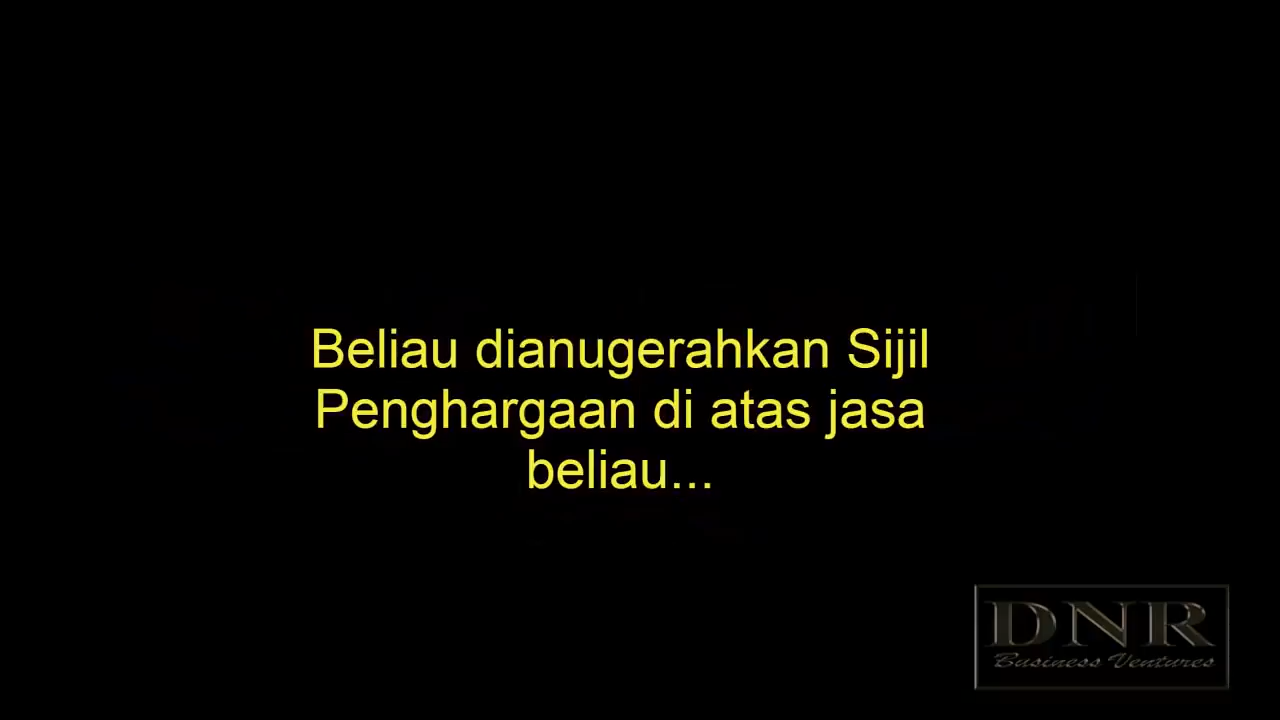 Beliau dianugerahkan Sijil
Penghargaan di atas jasa
beliau...
DNR
Business Ventures